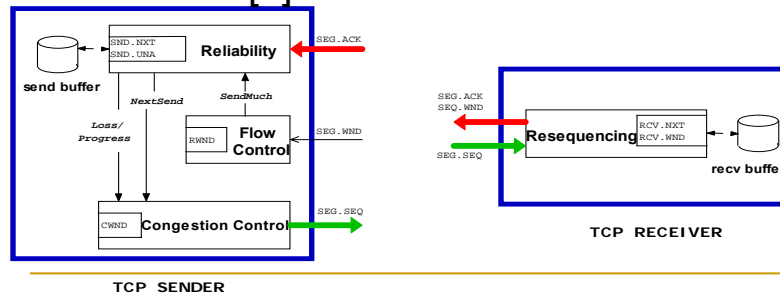 [ ]
SND.NXT
SND.UNA
Reliability
SEG.ACK
send buffer
NextSend
SendMuch
Loss/
Progress
RWND
Flow
Control
SEG.WND
CWND
Congestion Control
SEG.SEQ
TCP SENDER
SEG.ACK
SEQ.WND
SEG.SEQ
Resequencing
RCV.NXT
RCV.WND
recv buffe
TCP RECEIVER